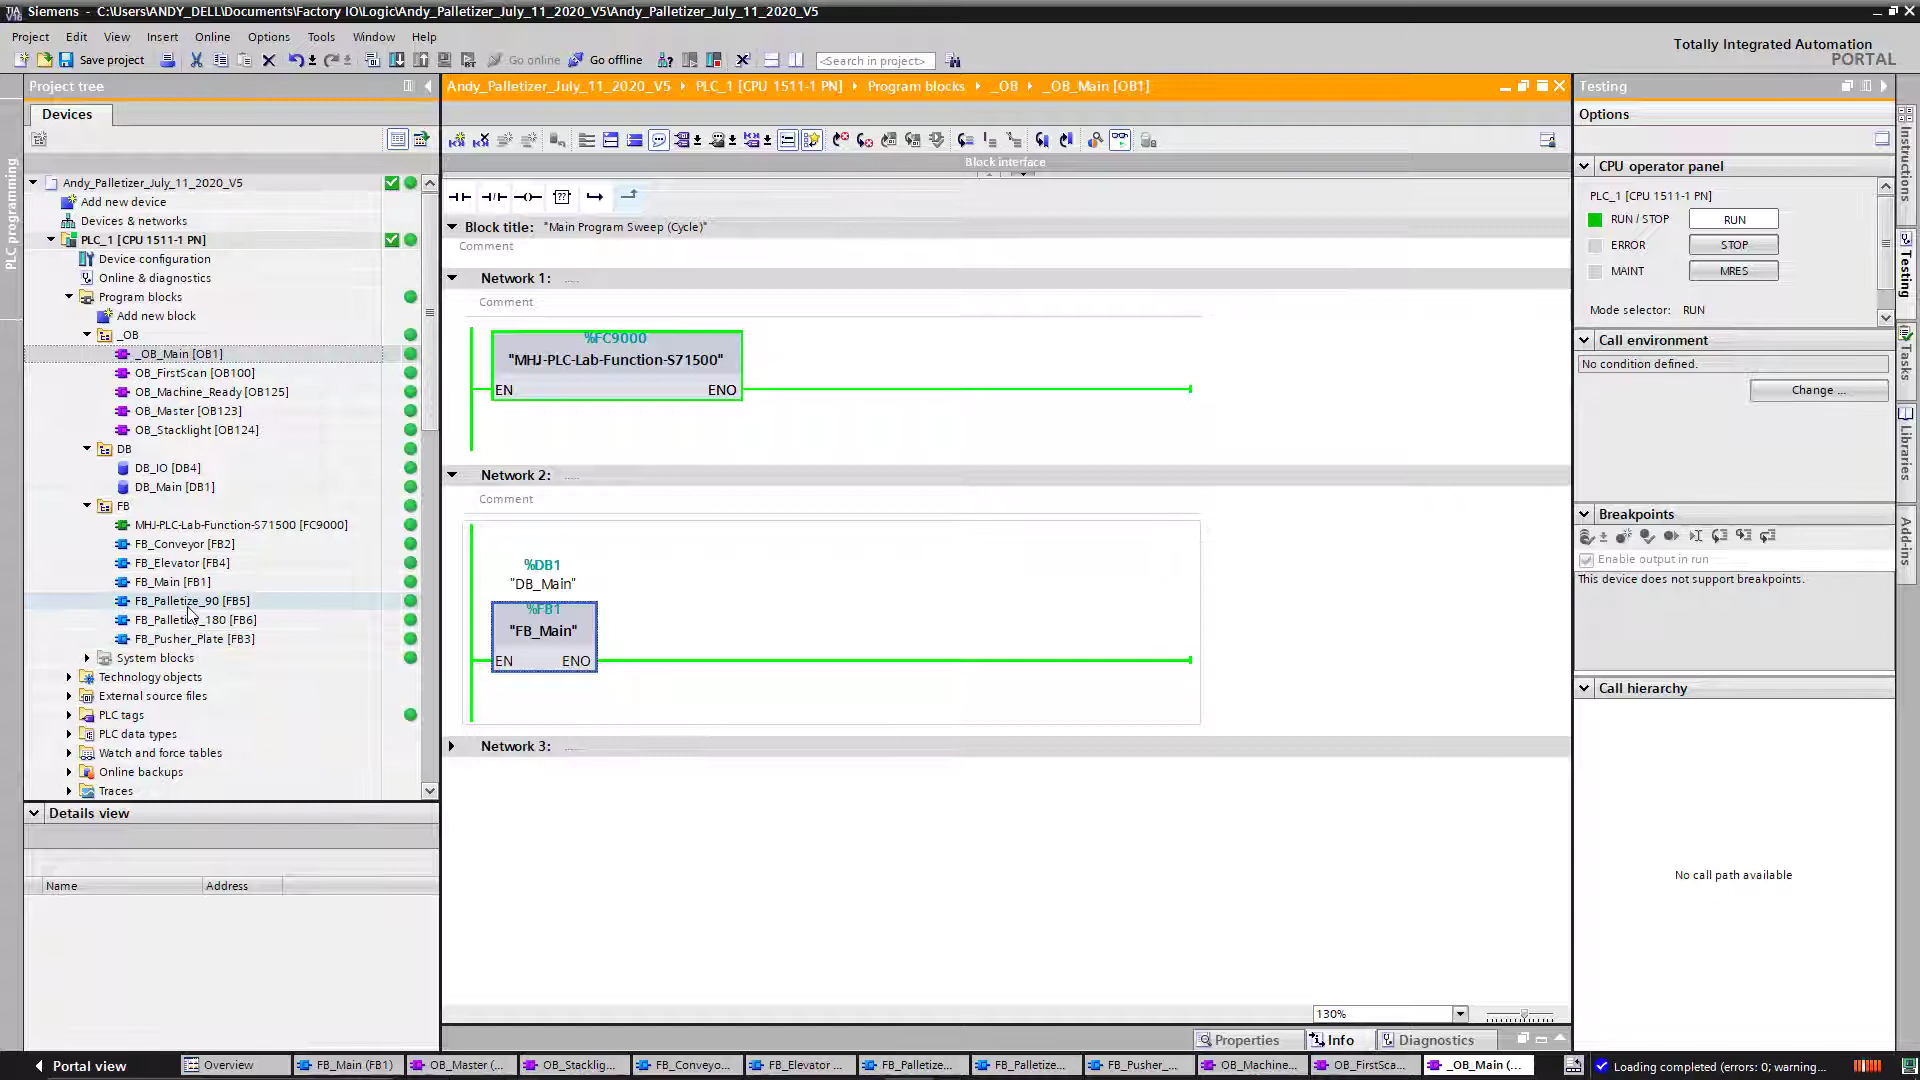 Siemens - C:\Users\ANDY_DELL\Documents\Factory IO\Logic\Andy_Palletizer_July_11_2020_V5\Andy_Palletizer_July_11_2020_V5
Project Edit View Insert Online Options Tools Window Help
Totally Integrated Automation
PORTAL
Save project Go online Go offline <Search in project>
Project tree
Andy_Palletizer_July_11_2020_V5 PLC_1 [CPU 1511-1 PN] Program blocks _OB _OB_Main [OB1]
Testing
Devices
Options
Block interface
PLC programming
Andy_Palletizer_July_11_2020_V5
Add new device
Devices & networks
PLC_1 [CPU 1511-1 PN]
Device configuration
Online & diagnostics
Program blocks
Add new block
_OB
_OB_Main [OB1]
OB_FirstScan [OB100]
OB_Machine_Ready [OB125]
OB_Master [OB123]
OB_Stacklight [OB124]
DB
DB_IO [DB4]
DB_Main [DB1]
FB
MHJ-PLC-Lab-Function-S71500 [FC9000]
FB_Conveyor [FB2]
FB_Elevator [FB4]
FB_Main [FB1]
FB_Palletize_90 [FB5]
FB_Palletize_180 [FB6]
FB_Pusher_Plate [FB3]
System blocks
Technology objects
External source files
PLC tags
PLC data types
Watch and force tables
Online backups
Traces
Details view
Name Address
??
Block title: "Main Program Sweep (Cycle)"
Comment
Network 1: .....
Comment
%FC9000
"MHJ-PLC-Lab-Function-S71500"
EN ENO
Network 2: .....
Comment
%DB1
"DB_Main"
%FB1
"FB_Main"
EN ENO
Network 3: .....
130%
Properties Info Diagnostics
CPU operator panel
PLC_1 [CPU 1511-1 PN]
RUN / STOP RUN
ERROR STOP
MAINT MRES
Mode selector: RUN
Call environment
No condition defined.
Change ...
Breakpoints
Enable output in run
This device does not support breakpoints.
Call hierarchy
No call path available
Instructions
Testing
Tasks
Libraries
Add-ins
Portal view Overview FB_Main (FB1) OB_Master (... OB_Stacklig... FB_Conveyo... FB_Elevator ... FB_Palletize... FB_Palletize... FB_Pusher_... OB_Machine... OB_FirstSca... _OB_Main (... Loading completed (errors: 0; warning...